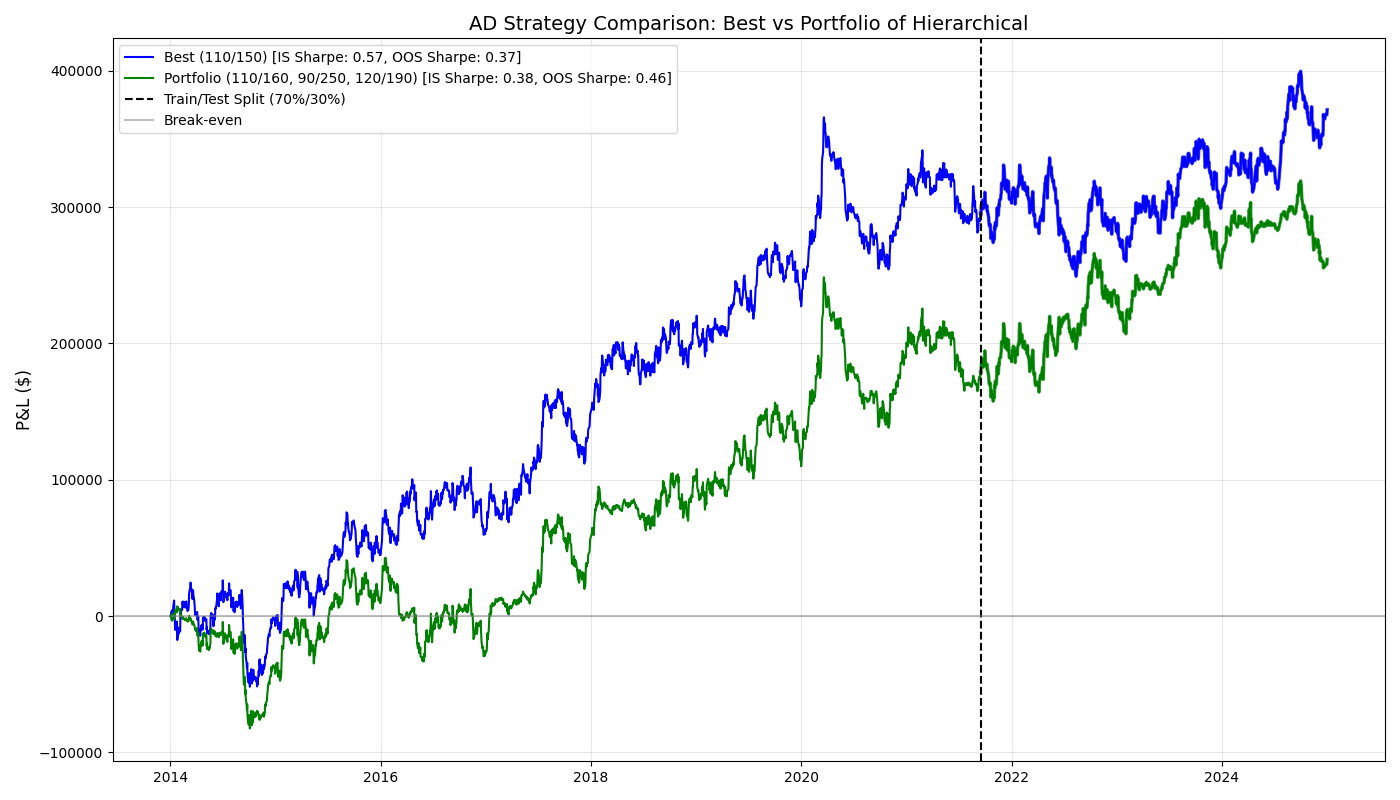 AD Strategy Comparison: Best vs Portfolio of Hierarchical
Best (110/150) [IS Sharpe: 0.57, OOS Sharpe: 0.37]
Portfolio (110/160, 90/250, 120/190) [IS Sharpe: 0.38, OOS Sharpe: 0.46]
Train/Test Split (70%/30%)
Break-even
P&L ($)
400000
300000
200000
100000
0
−100000
2014
2016
2018
2020
2022
2024